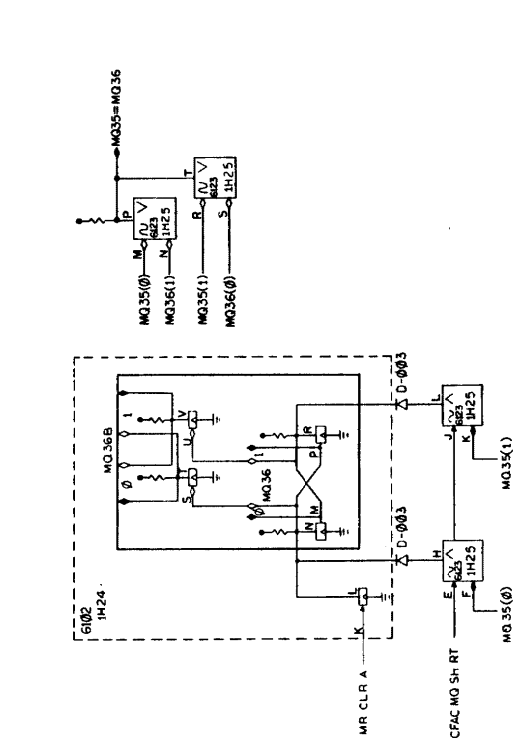 MQ35=MQ36
P
T
6123
1H25
6123
1H25
M
N
R
S
MQ35(Ø)
MQ36(1)
MQ35(1)
MQ36(Ø)
MQ36B
Ø
1
T
V
S
U
Ø
MQ36
1
M
P
N
R
L
K
6102
1H24
MR CLR A
D-ØØ3
D-ØØ3
H
L
6123
1H25
6123
1H25
E
F
J
K
CFAC MQ Sh RT
MQ35(Ø)
MQ35(1)